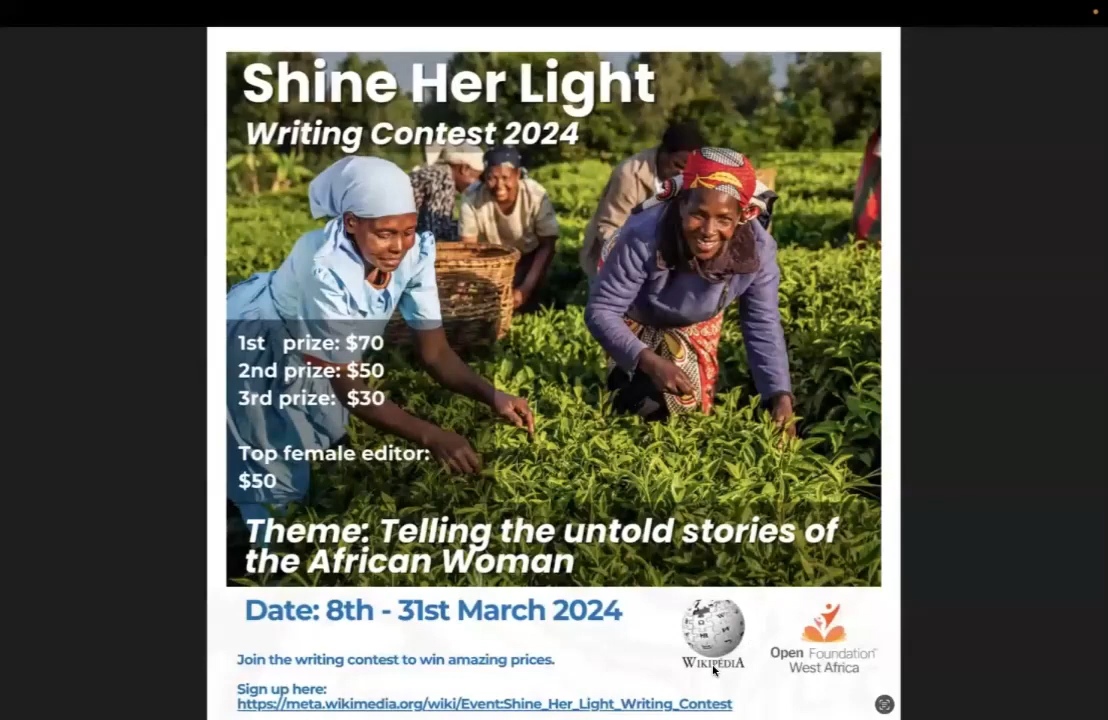 Shine Her Light
Writing Contest 2024
1st prize: $70
2nd prize: $50
3rd prize: $30
Top female editor:
$50
Theme: Telling the untold stories of
the African Woman
Date: 8th - 31st March 2024
WIKIPEDIA
Open Foundation
West Africa
Join the writing contest to win amazing prices.
Sign up here:
https://meta.wikimedia.org/wiki/Event:Shine_Her_Light_Writing_Contest